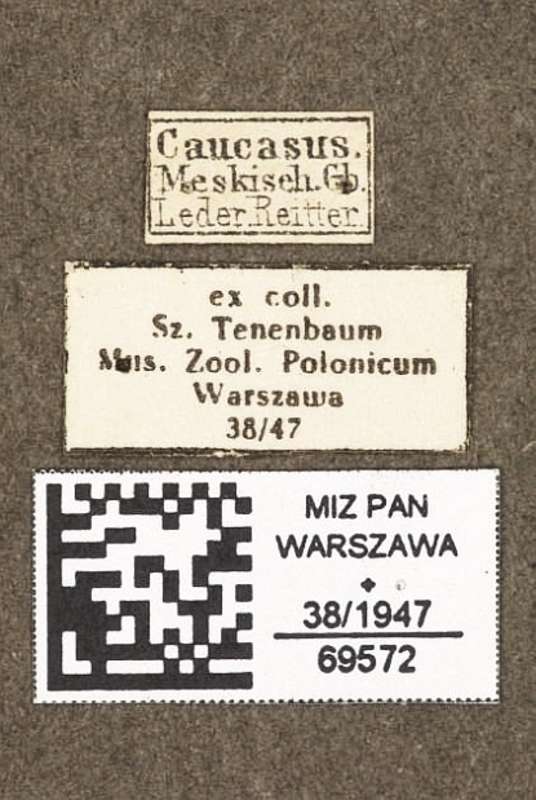 Caucasus.
Meskisch.Gb.
Leder.Reitter.
ex coll.
Sz. Tenenbaum
Mus. Zool. Polonicum
Warszawa
38/47
MIZ PAN
WARSZAWA
38/1947
69572